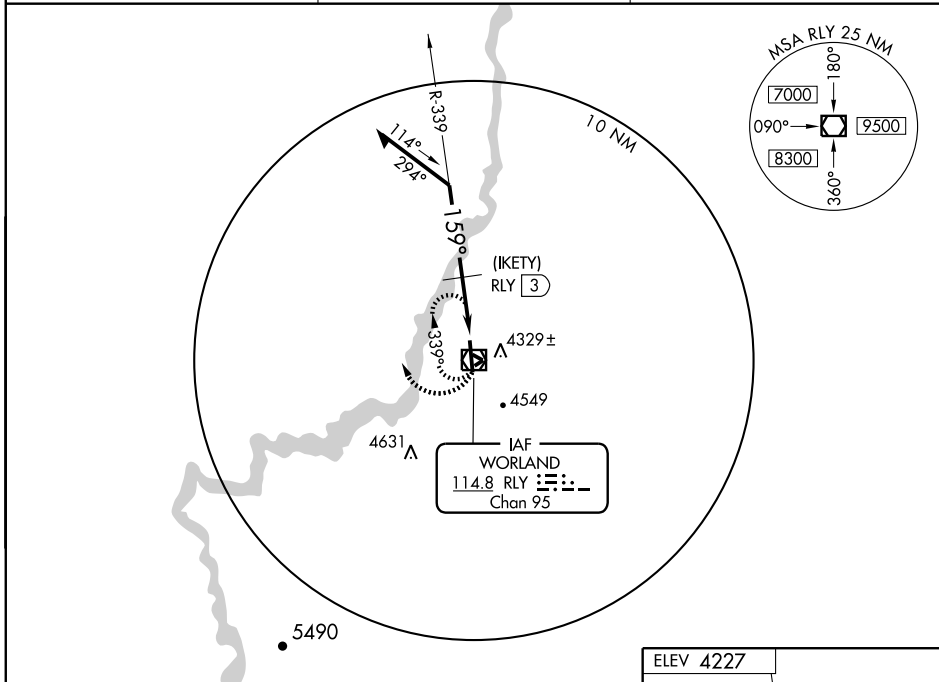 MSA RLY 25 NM
180°
7000
090°
9500
8300
360°
R-339
10 NM
114°
294°
159°
(IKETY)
RLY 3
339°
4329±
4549
4631
IAF
WORLAND
114.8 RLY
Chan 95
5490
ELEV 4227